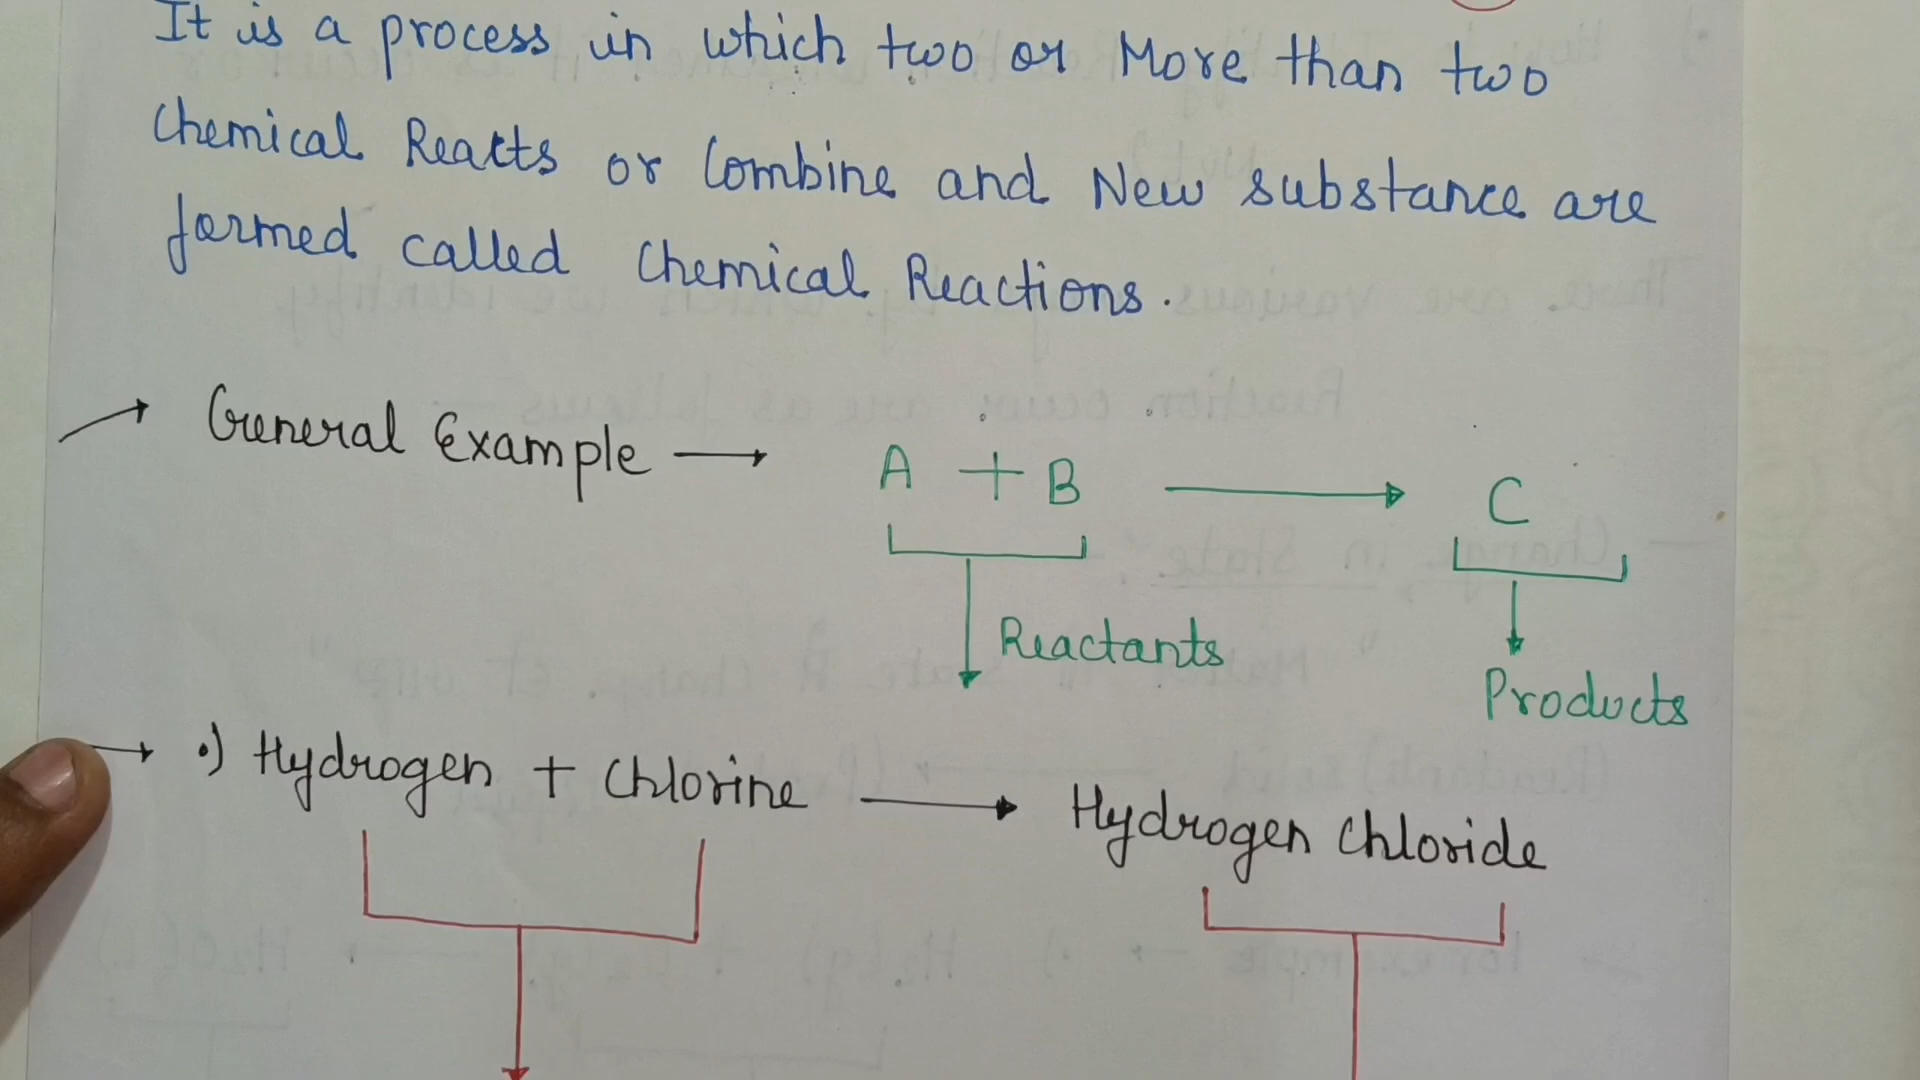 It is a process in which two or More than two
Chemical Reacts or Combine and New substance are
formed called Chemical Reactions.
General Example → A + B → C
Reactants
Products
→ •) Hydrogen + Chlorine → Hydrogen Chloride